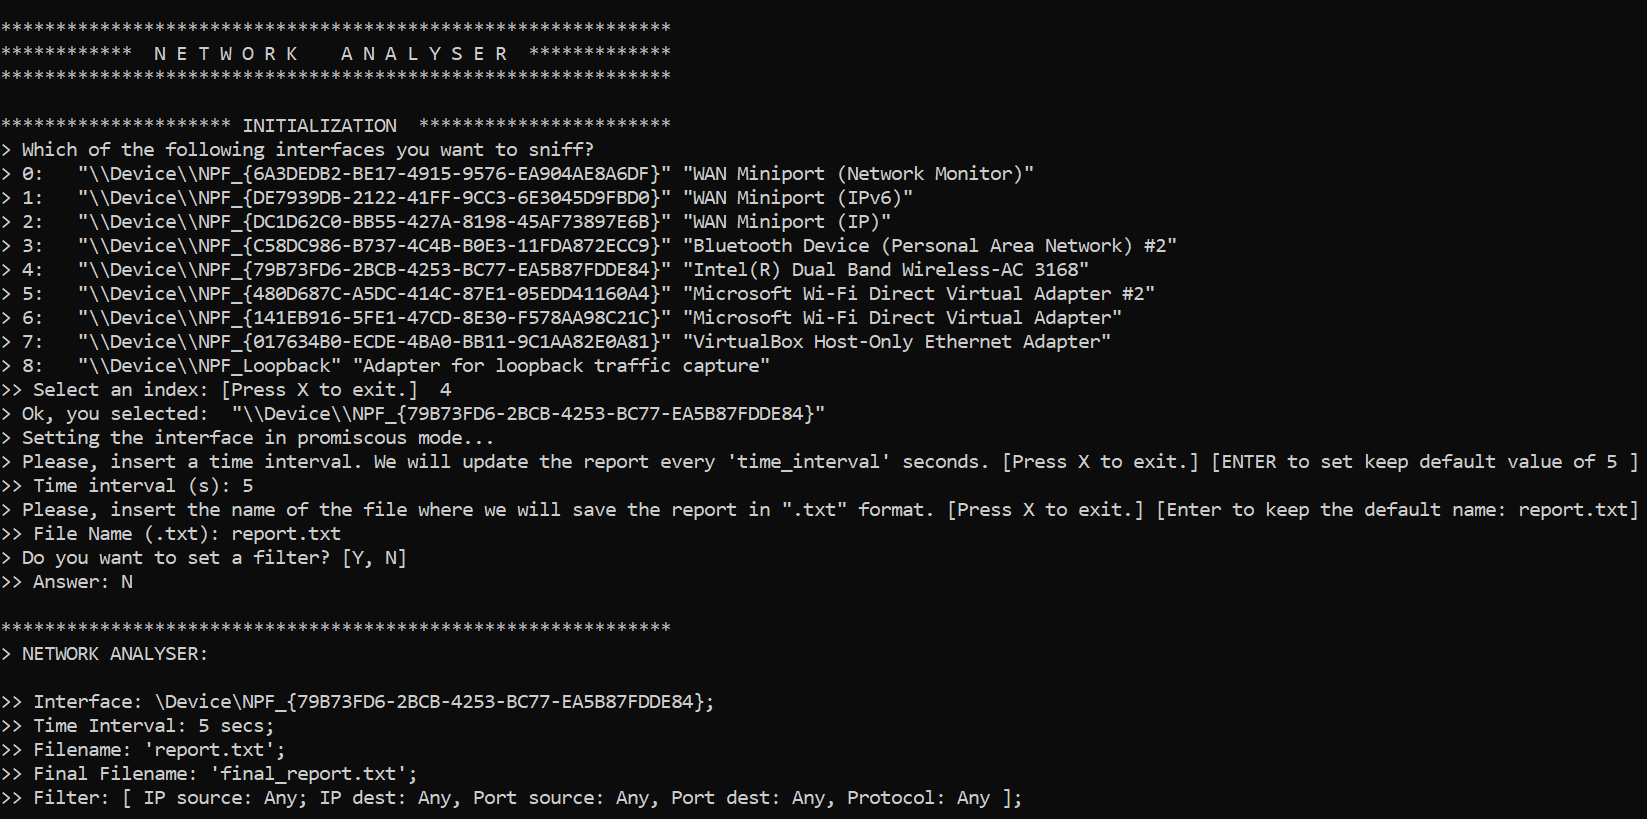 *************************************************************
************  N E T W O R K    A N A L Y S E R  *************
*************************************************************
********************* INITIALIZATION  ***********************
> Which of the following interfaces you want to sniff?
> 0:   "\\Device\\NPF_{6A3DEDB2-BE17-4915-9576-EA904AE8A6DF}" "WAN Miniport (Network Monitor)"
> 1:   "\\Device\\NPF_{DE7939DB-2122-41FF-9CC3-6E3045D9FBD0}" "WAN Miniport (IPv6)"
> 2:   "\\Device\\NPF_{DC1D62C0-BB55-427A-8198-45AF73897E6B}" "WAN Miniport (IP)"
> 3:   "\\Device\\NPF_{C58DC986-B737-4C4B-B0E3-11FDA872ECC9}" "Bluetooth Device (Personal Area Network) #2"
> 4:   "\\Device\\NPF_{79B73FD6-2BCB-4253-BC77-EA5B87FDDE84}" "Intel(R) Dual Band Wireless-AC 3168"
> 5:   "\\Device\\NPF_{480D687C-A5DC-414C-87E1-05EDD41160A4}" "Microsoft Wi-Fi Direct Virtual Adapter #2"
> 6:   "\\Device\\NPF_{141EB916-5FE1-47CD-8E30-F578AA98C21C}" "Microsoft Wi-Fi Direct Virtual Adapter"
> 7:   "\\Device\\NPF_{017634B0-ECDE-4BA0-BB11-9C1AA82E0A81}" "VirtualBox Host-Only Ethernet Adapter"
> 8:   "\\Device\\NPF_Loopback" "Adapter for loopback traffic capture"
>> Select an index: [Press X to exit.]  4
> Ok, you selected:  "\\Device\\NPF_{79B73FD6-2BCB-4253-BC77-EA5B87FDDE84}"
> Setting the interface in promiscous mode...
> Please, insert a time interval. We will update the report every 'time_interval' seconds. [Press X to exit.] [ENTER to set keep default value of 5 ]
>> Time interval (s): 5
> Please, insert the name of the file where we will save the report in ".txt" format. [Press X to exit.] [Enter to keep the default name: report.txt]
>> File Name (.txt): report.txt
> Do you want to set a filter? [Y, N]
>> Answer: N
*************************************************************
> NETWORK ANALYSER:
>> Interface: \Device\NPF_{79B73FD6-2BCB-4253-BC77-EA5B87FDDE84};
>> Time Interval: 5 secs;
>> Filename: 'report.txt';
>> Final Filename: 'final_report.txt';
>> Filter: [ IP source: Any; IP dest: Any, Port source: Any, Port dest: Any, Protocol: Any ];